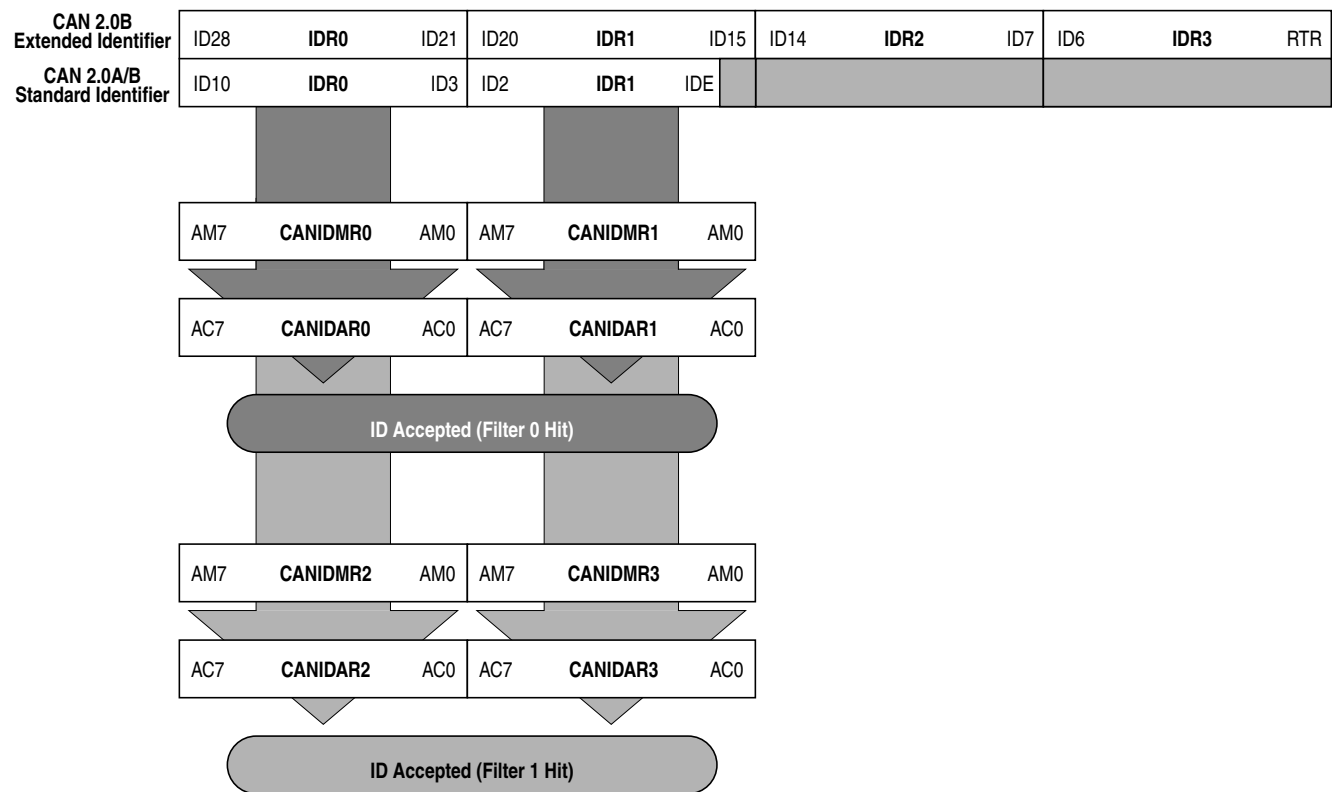 CAN 2.0B
Extended Identifier
ID28 IDR0 ID21 ID20 IDR1 ID15 ID14 IDR2 ID7 ID6 IDR3 RTR
CAN 2.0A/B
Standard Identifier
ID10 IDR0 ID3 ID2 IDR1 IDE
AM7 CANIDMR0 AM0 AM7 CANIDMR1 AM0
AC7 CANIDAR0 AC0 AC7 CANIDAR1 AC0
ID Accepted (Filter 0 Hit)
AM7 CANIDMR2 AM0 AM7 CANIDMR3 AM0
AC7 CANIDAR2 AC0 AC7 CANIDAR3 AC0
ID Accepted (Filter 1 Hit)